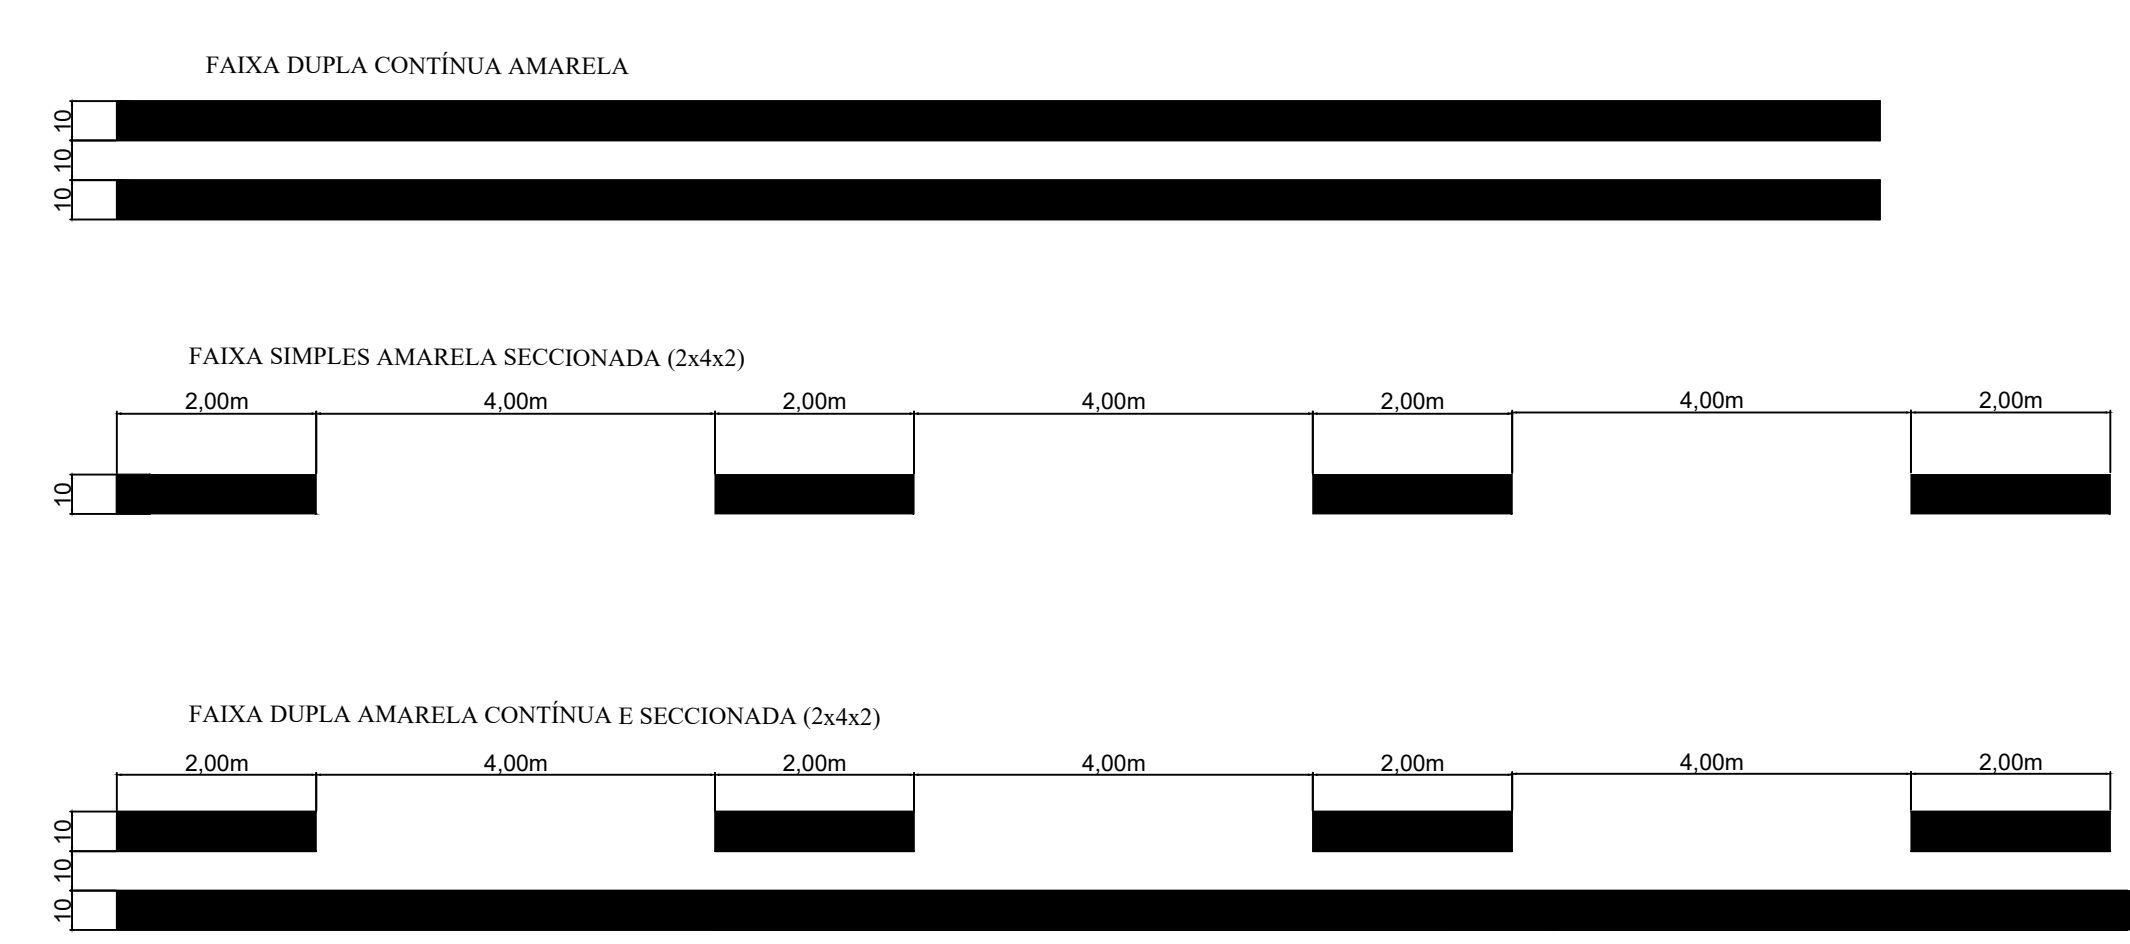 FAIXA DUPLA CONTÍNUA AMARELA
10
10
10
FAIXA SIMPLES AMARELA SECCIONADA (2x4x2)
2,00m 4,00m 2,00m 4,00m 2,00m 4,00m 2,00m
10
FAIXA DUPLA AMARELA CONTÍNUA E SECCIONADA (2x4x2)
2,00m 4,00m 2,00m 4,00m 2,00m 4,00m 2,00m
10
10
10